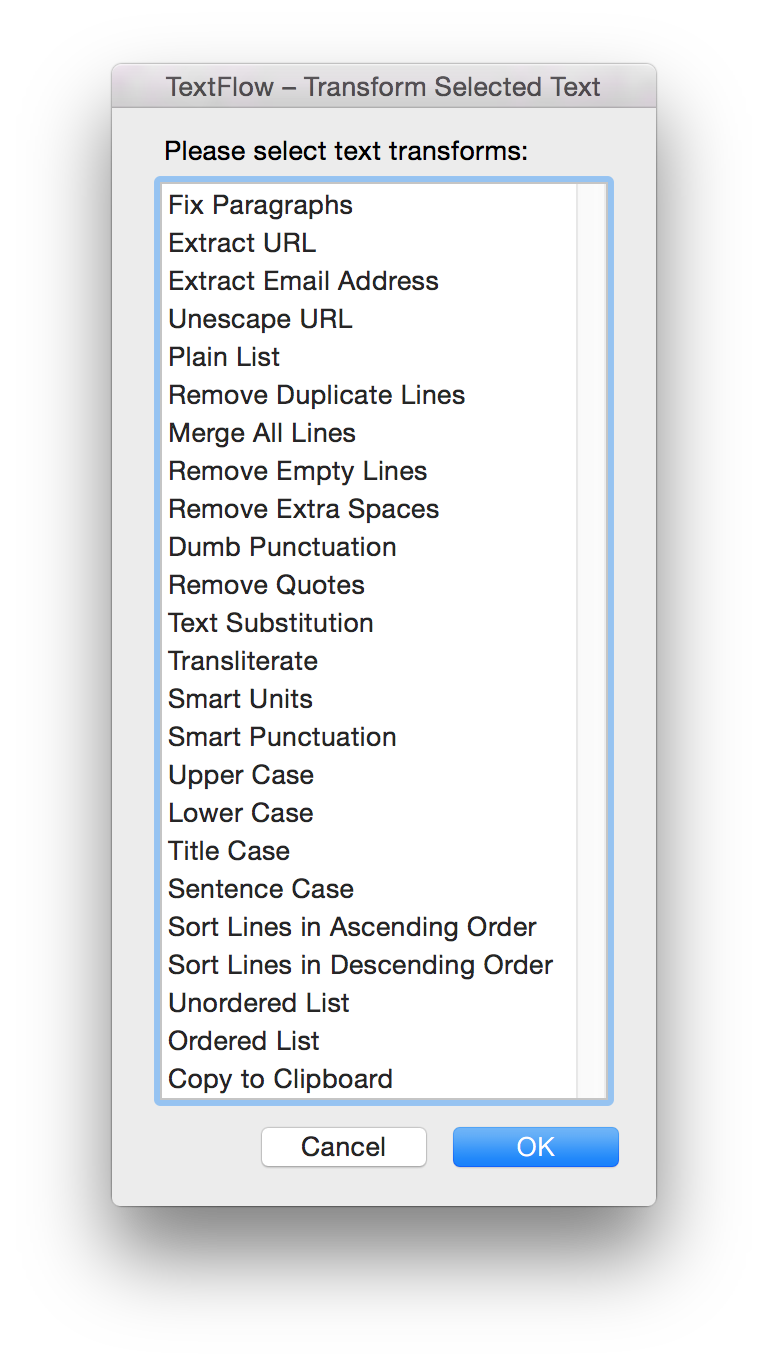 TextFlow – Transform Selected Text
Please select text transforms:
Fix Paragraphs
Extract URL
Extract Email Address
Unescape URL
Plain List
Remove Duplicate Lines
Merge All Lines
Remove Empty Lines
Remove Extra Spaces
Dumb Punctuation
Remove Quotes
Text Substitution
Transliterate
Smart Units
Smart Punctuation
Upper Case
Lower Case
Title Case
Sentence Case
Sort Lines in Ascending Order
Sort Lines in Descending Order
Unordered List
Ordered List
Copy to Clipboard
Cancel
OK